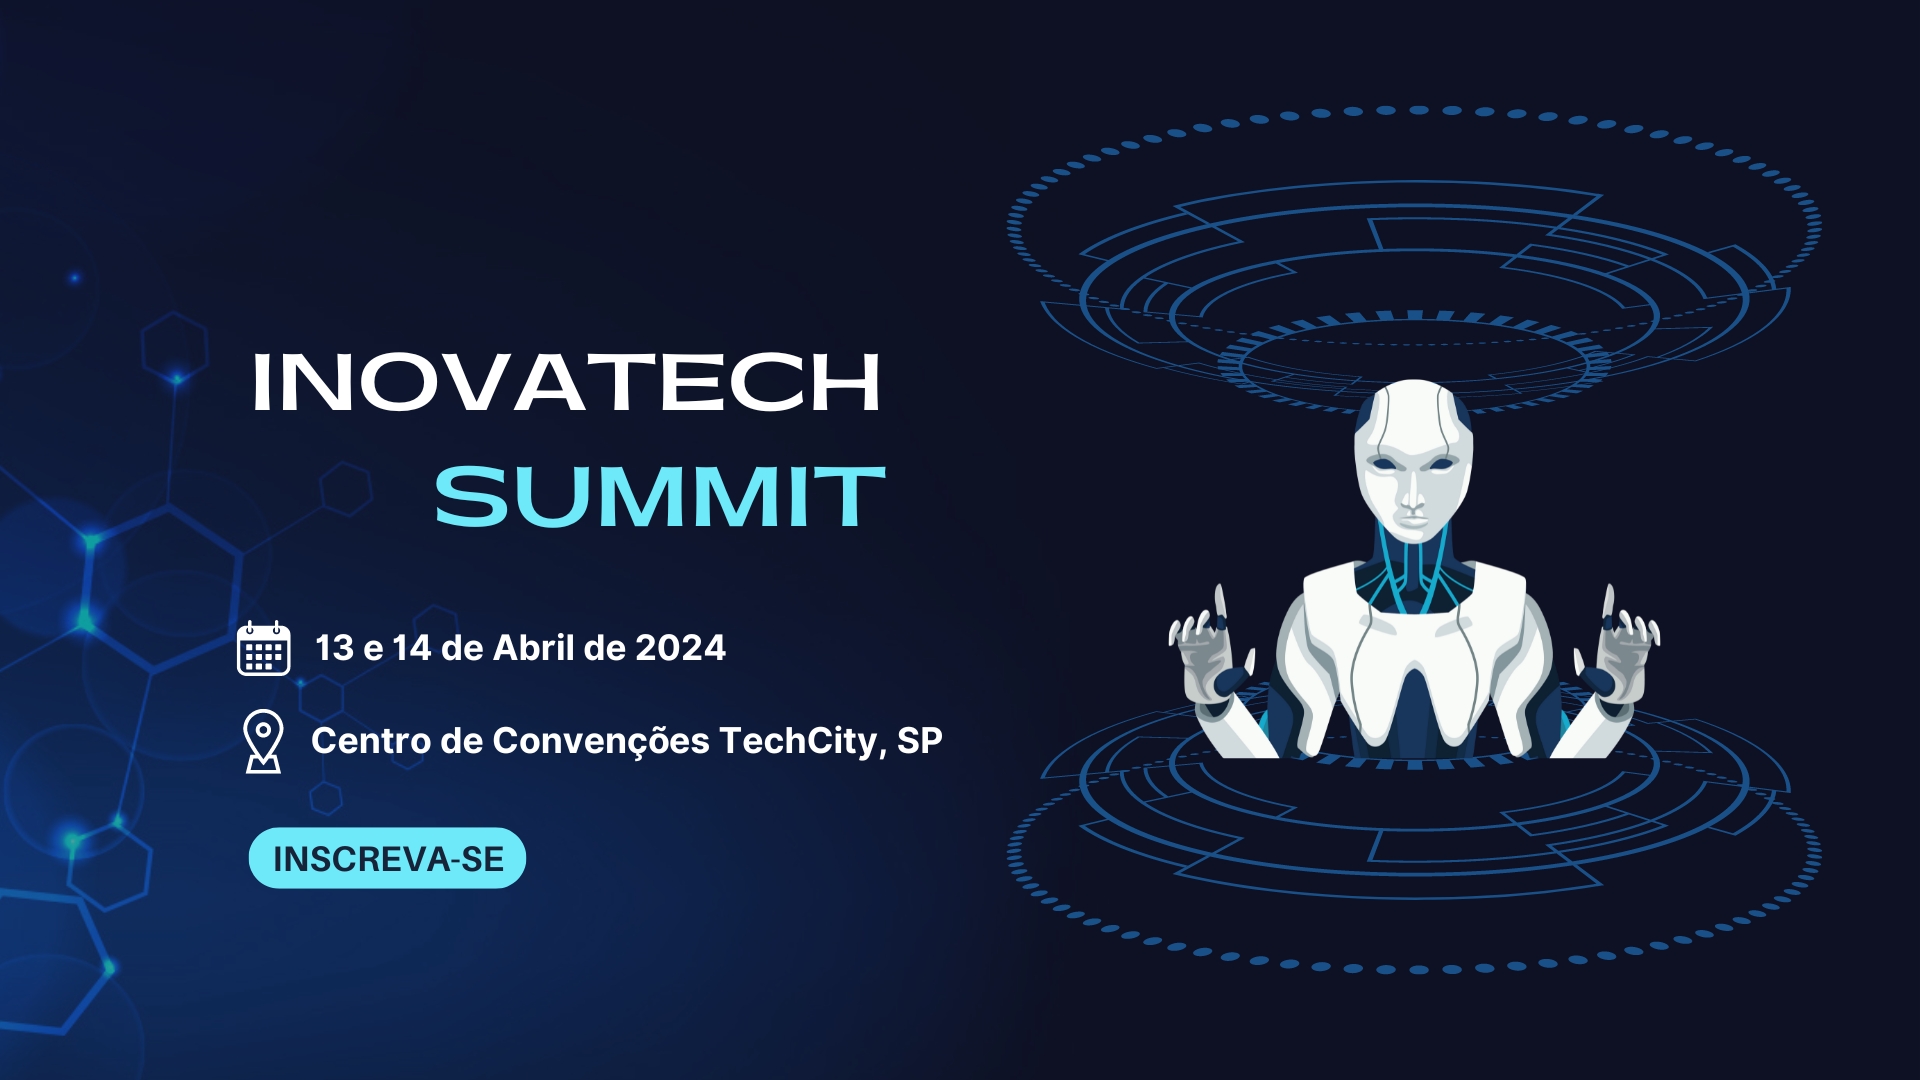 INOVATECH
SUMMIT
13 e 14 de Abril de 2024
Centro de Convenções TechCity, SP
INSCREVA-SE